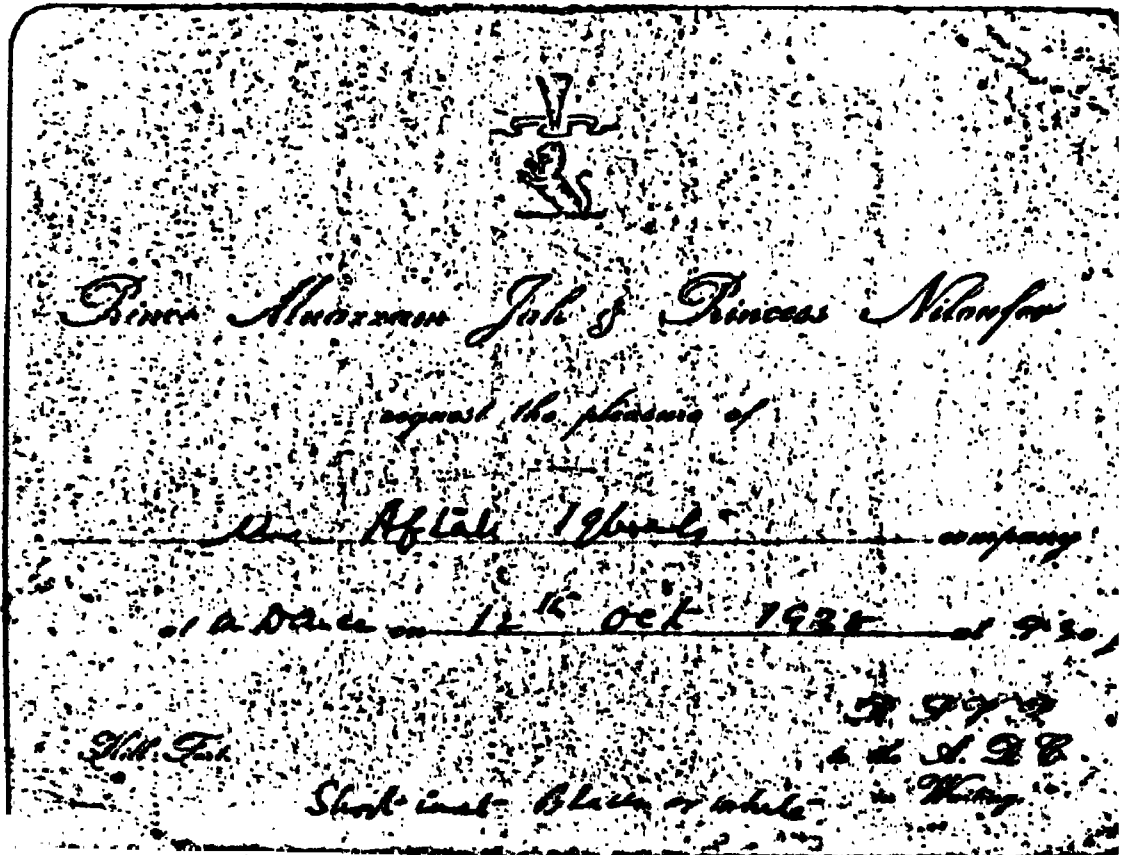 Prince Muazzam Jah & Princess Niloufer
request the pleasure of
Aftab Iqbal's company
at a Dance on 12th Oct 1938 at 9.30 p
R. S. V. P
Hill Fort to the A. D. C.
Short coat - Black or white - in Waiting